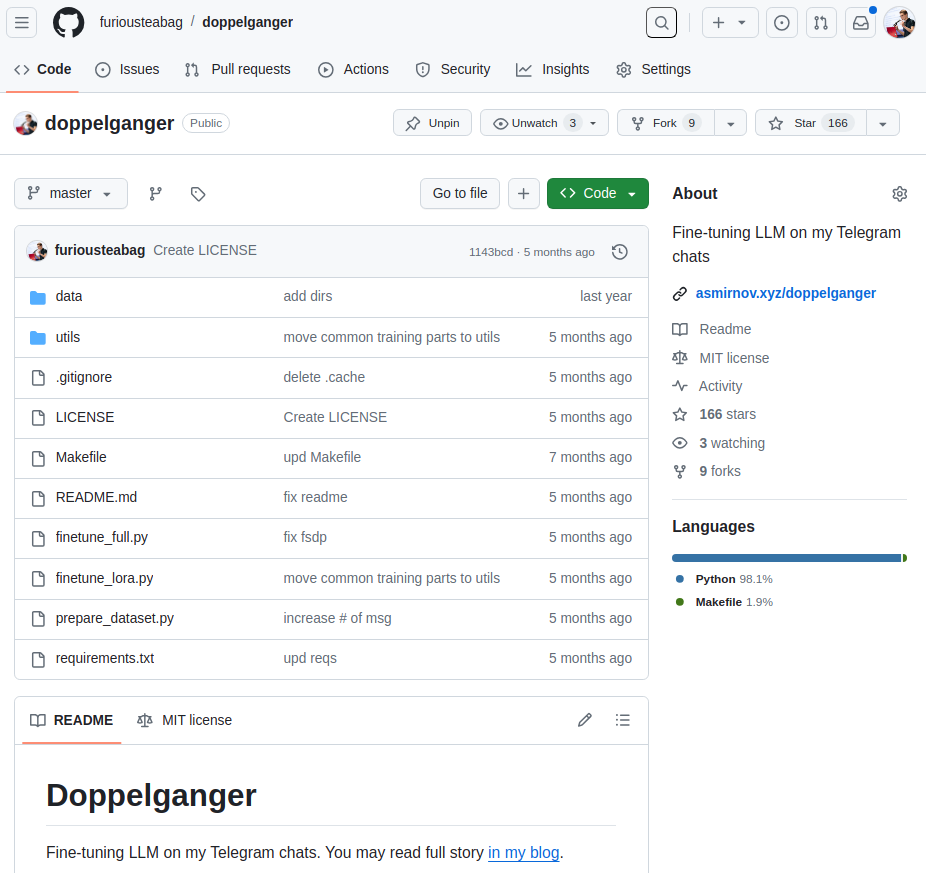 furiousteabag / doppelganger
Code Issues Pull requests Actions Security Insights Settings
doppelganger Public Unpin Unwatch 3 Fork 9 Star 166
master Go to file Code
furiousteabag Create LICENSE 1143bcd · 5 months ago
data add dirs last year
utils move common training parts to utils 5 months ago
.gitignore delete .cache 5 months ago
LICENSE Create LICENSE 5 months ago
Makefile upd Makefile 7 months ago
README.md fix readme 5 months ago
finetune_full.py fix fsdp 5 months ago
finetune_lora.py move common training parts to utils 5 months ago
prepare_dataset.py increase # of msg 5 months ago
requirements.txt upd reqs 5 months ago
README MIT license
Doppelganger
Fine-tuning LLM on my Telegram chats. You may read full story in my blog.
About
Fine-tuning LLM on my Telegram
chats
asmirnov.xyz/doppelganger
Readme
MIT license
Activity
166 stars
3 watching
9 forks
Languages
Python 98.1%
Makefile 1.9%